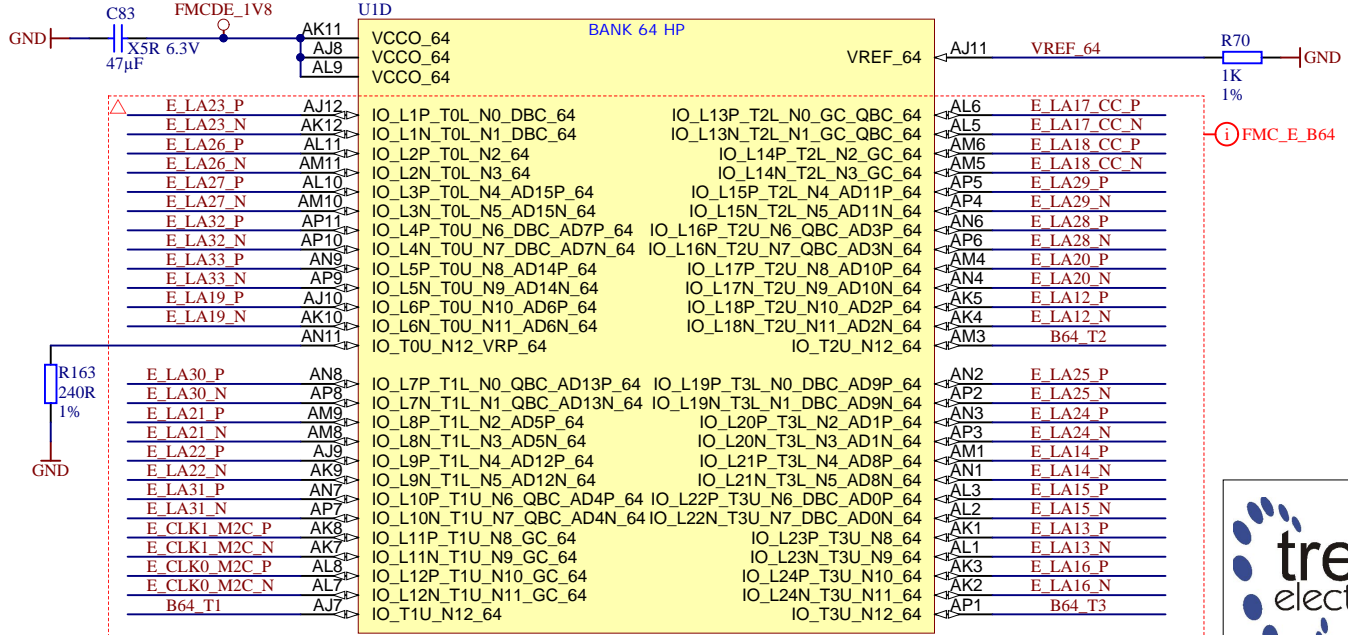 C83
FMCDE_1V8
U1D
GND
X5R 6.3V
47µF
BANK 64 HP
AK11 VCCO_64
AJ8 VCCO_64
AL9 VCCO_64
VREF_64 AJ11 VREF_64
R70
1K
1%
GND
E_LA23_P AJ12 IO_L1P_T0L_N0_DBC_64 IO_L13P_T2L_N0_GC_QBC_64 AL6 E_LA17_CC_P
E_LA23_N AK12 IO_L1N_T0L_N1_DBC_64 IO_L13N_T2L_N1_GC_QBC_64 AL5 E_LA17_CC_N
i FMC_E_B64
E_LA26_P AL11 IO_L2P_T0L_N2_64 IO_L14P_T2L_N2_GC_64 AM6 E_LA18_CC_P
E_LA26_N AM11 IO_L2N_T0L_N3_64 IO_L14N_T2L_N3_GC_64 AM5 E_LA18_CC_N
E_LA27_P AL10 IO_L3P_T0L_N4_AD15P_64 IO_L15P_T2L_N4_AD11P_64 AP5 E_LA29_P
E_LA27_N AM10 IO_L3N_T0L_N5_AD15N_64 IO_L15N_T2L_N5_AD11N_64 AP4 E_LA29_N
E_LA32_P AP11 IO_L4P_T0U_N6_DBC_AD7P_64 IO_L16P_T2U_N6_QBC_AD3P_64 AN6 E_LA28_P
E_LA32_N AP10 IO_L4N_T0U_N7_DBC_AD7N_64 IO_L16N_T2U_N7_QBC_AD3N_64 AP6 E_LA28_N
E_LA33_P AN9 IO_L5P_T0U_N8_AD14P_64 IO_L17P_T2U_N8_AD10P_64 AM4 E_LA20_P
E_LA33_N AP9 IO_L5N_T0U_N9_AD14N_64 IO_L17N_T2U_N9_AD10N_64 AN4 E_LA20_N
E_LA19_P AJ10 IO_L6P_T0U_N10_AD6P_64 IO_L18P_T2U_N10_AD2P_64 AK5 E_LA12_P
E_LA19_N AK10 IO_L6N_T0U_N11_AD6N_64 IO_L18N_T2U_N11_AD2N_64 AK4 E_LA12_N
AN11 IO_T0U_N12_VRP_64 IO_T2U_N12_64 AM3 B64_T2
R163
240R
1%
GND
E_LA30_P AN8 IO_L7P_T1L_N0_QBC_AD13P_64 IO_L19P_T3L_N0_DBC_AD9P_64 AN2 E_LA25_P
E_LA30_N AP8 IO_L7N_T1L_N1_QBC_AD13N_64 IO_L19N_T3L_N1_DBC_AD9N_64 AP2 E_LA25_N
E_LA21_P AM9 IO_L8P_T1L_N2_AD5P_64 IO_L20P_T3L_N2_AD1P_64 AN3 E_LA24_P
E_LA21_N AM8 IO_L8N_T1L_N3_AD5N_64 IO_L20N_T3L_N3_AD1N_64 AP3 E_LA24_N
E_LA22_P AJ9 IO_L9P_T1L_N4_AD12P_64 IO_L21P_T3L_N4_AD8P_64 AM1 E_LA14_P
E_LA22_N AK9 IO_L9N_T1L_N5_AD12N_64 IO_L21N_T3L_N5_AD8N_64 AN1 E_LA14_N
E_LA31_P AN7 IO_L10P_T1U_N6_QBC_AD4P_64 IO_L22P_T3U_N6_DBC_AD0P_64 AL3 E_LA15_P
E_LA31_N AP7 IO_L10N_T1U_N7_QBC_AD4N_64 IO_L22N_T3U_N7_DBC_AD0N_64 AL2 E_LA15_N
E_CLK1_M2C_P AK8 IO_L11P_T1U_N8_GC_64 IO_L23P_T3U_N8_64 AK1 E_LA13_P
E_CLK1_M2C_N AK7 IO_L11N_T1U_N9_GC_64 IO_L23N_T3U_N9_64 AL1 E_LA13_N
E_CLK0_M2C_P AL8 IO_L12P_T1U_N10_GC_64 IO_L24P_T3U_N10_64 AK3 E_LA16_P
E_CLK0_M2C_N AL7 IO_L12N_T1U_N11_GC_64 IO_L24N_T3U_N11_64 AK2 E_LA16_N
B64_T1 AJ7 IO_T1U_N12_64 IO_T3U_N12_64 AP1 B64_T3
tre
elect